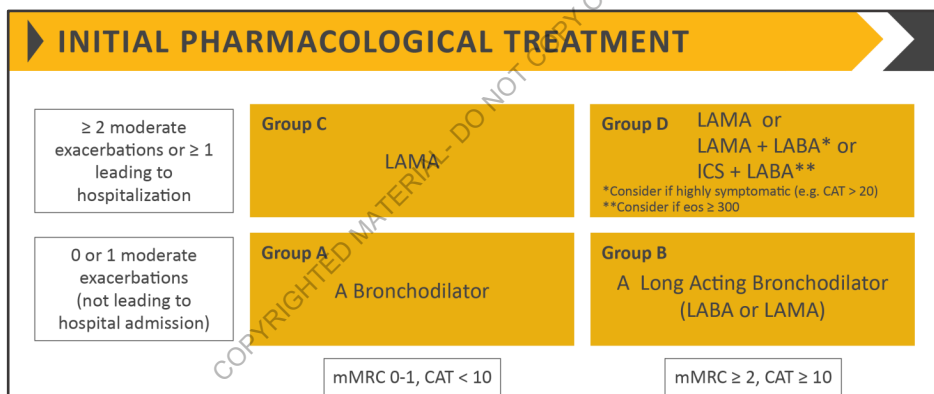 INITIAL PHARMACOLOGICAL TREATMENT
≥ 2 moderate
exacerbations or ≥ 1
leading to
hospitalization
Group C
LAMA
Group D
LAMA or
LAMA + LABA* or
ICS + LABA**
*Consider if highly symptomatic (e.g. CAT > 20)
**Consider if eos ≥ 300
0 or 1 moderate
exacerbations
(not leading to
hospital admission)
Group A
A Bronchodilator
Group B
A Long Acting Bronchodilator
(LABA or LAMA)
mMRC 0-1, CAT < 10
mMRC ≥ 2, CAT ≥ 10
COPYRIGHTED MATERIAL - DO NOT COPY